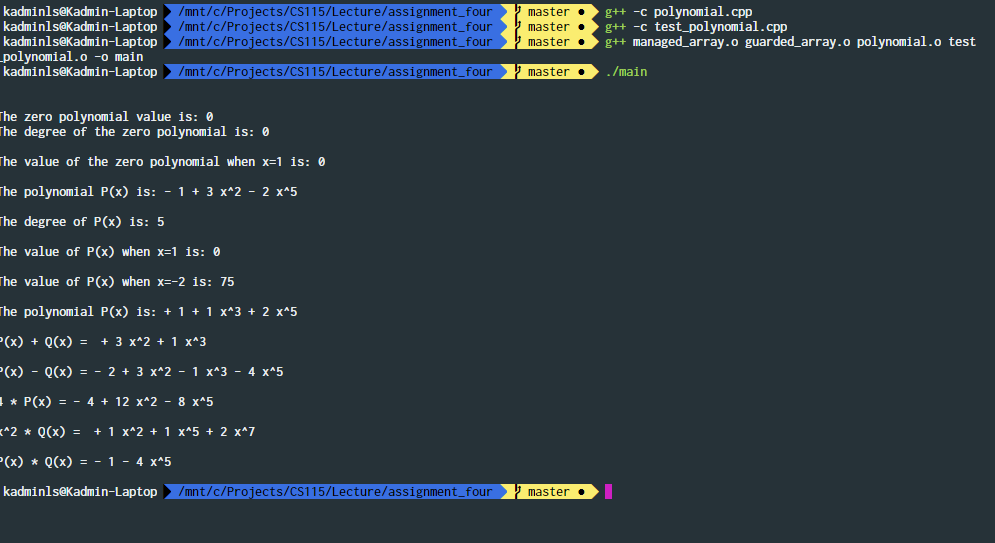 kadminls@Kadmin-Laptop /mnt/c/Projects/CS115/Lecture/assignment_four master ● g++ -c polynomial.cpp
kadminls@Kadmin-Laptop /mnt/c/Projects/CS115/Lecture/assignment_four master ● g++ -c test_polynomial.cpp
kadminls@Kadmin-Laptop /mnt/c/Projects/CS115/Lecture/assignment_four master ● g++ managed_array.o guarded_array.o polynomial.o test
_polynomial.o -o main
kadminls@Kadmin-Laptop /mnt/c/Projects/CS115/Lecture/assignment_four master ● ./main
The zero polynomial value is: 0
The degree of the zero polynomial is: 0
The value of the zero polynomial when x=1 is: 0
The polynomial P(x) is: - 1 + 3 x^2 - 2 x^5
The degree of P(x) is: 5
The value of P(x) when x=1 is: 0
The value of P(x) when x=-2 is: 75
The polynomial P(x) is: + 1 + 1 x^3 + 2 x^5
P(x) + Q(x) =  + 3 x^2 + 1 x^3
P(x) - Q(x) = - 2 + 3 x^2 - 1 x^3 - 4 x^5
4 * P(x) = - 4 + 12 x^2 - 8 x^5
x^2 * Q(x) =  + 1 x^2 + 1 x^5 + 2 x^7
P(x) * Q(x) = - 1 - 4 x^5
kadminls@Kadmin-Laptop /mnt/c/Projects/CS115/Lecture/assignment_four master ●